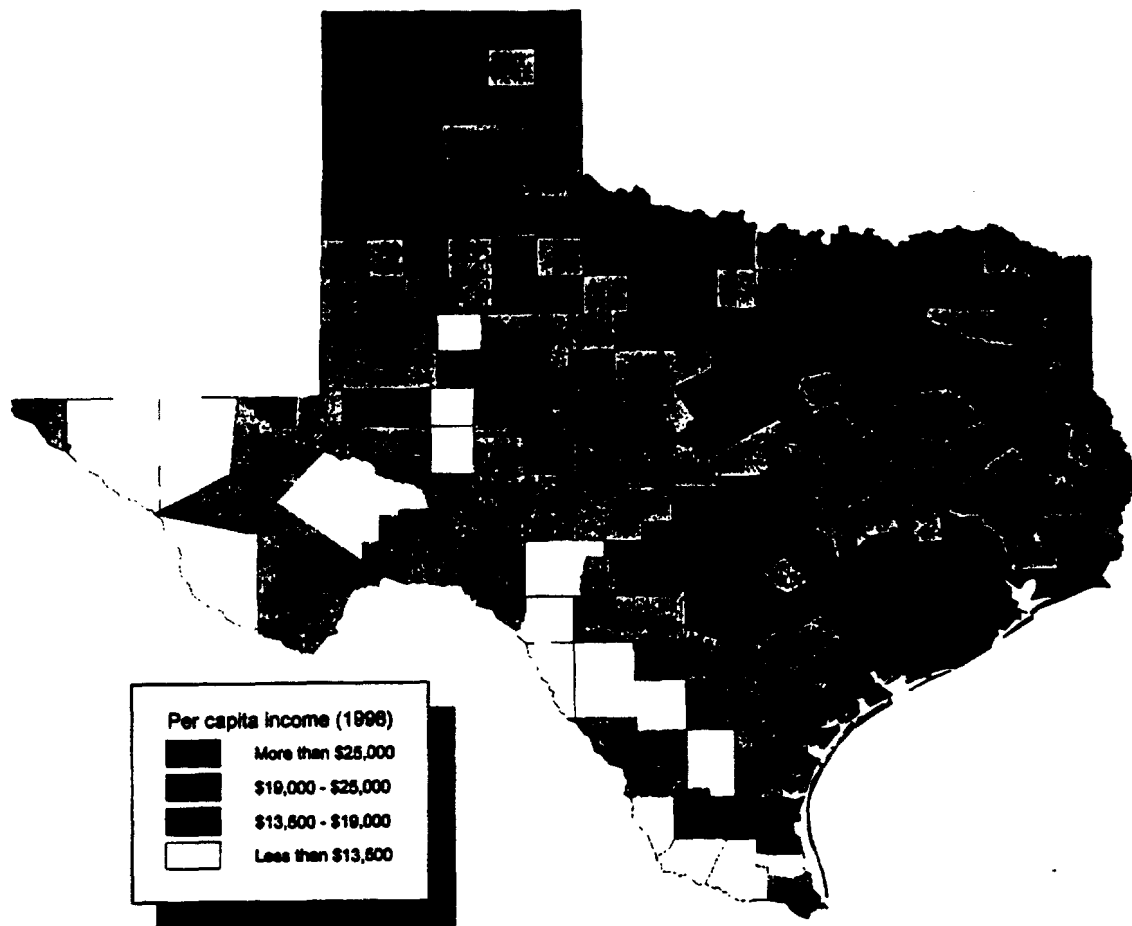 Per capita income (1996)
More than $25,000
$19,000 - $25,000
$13,500 - $19,000
Less than $13,500